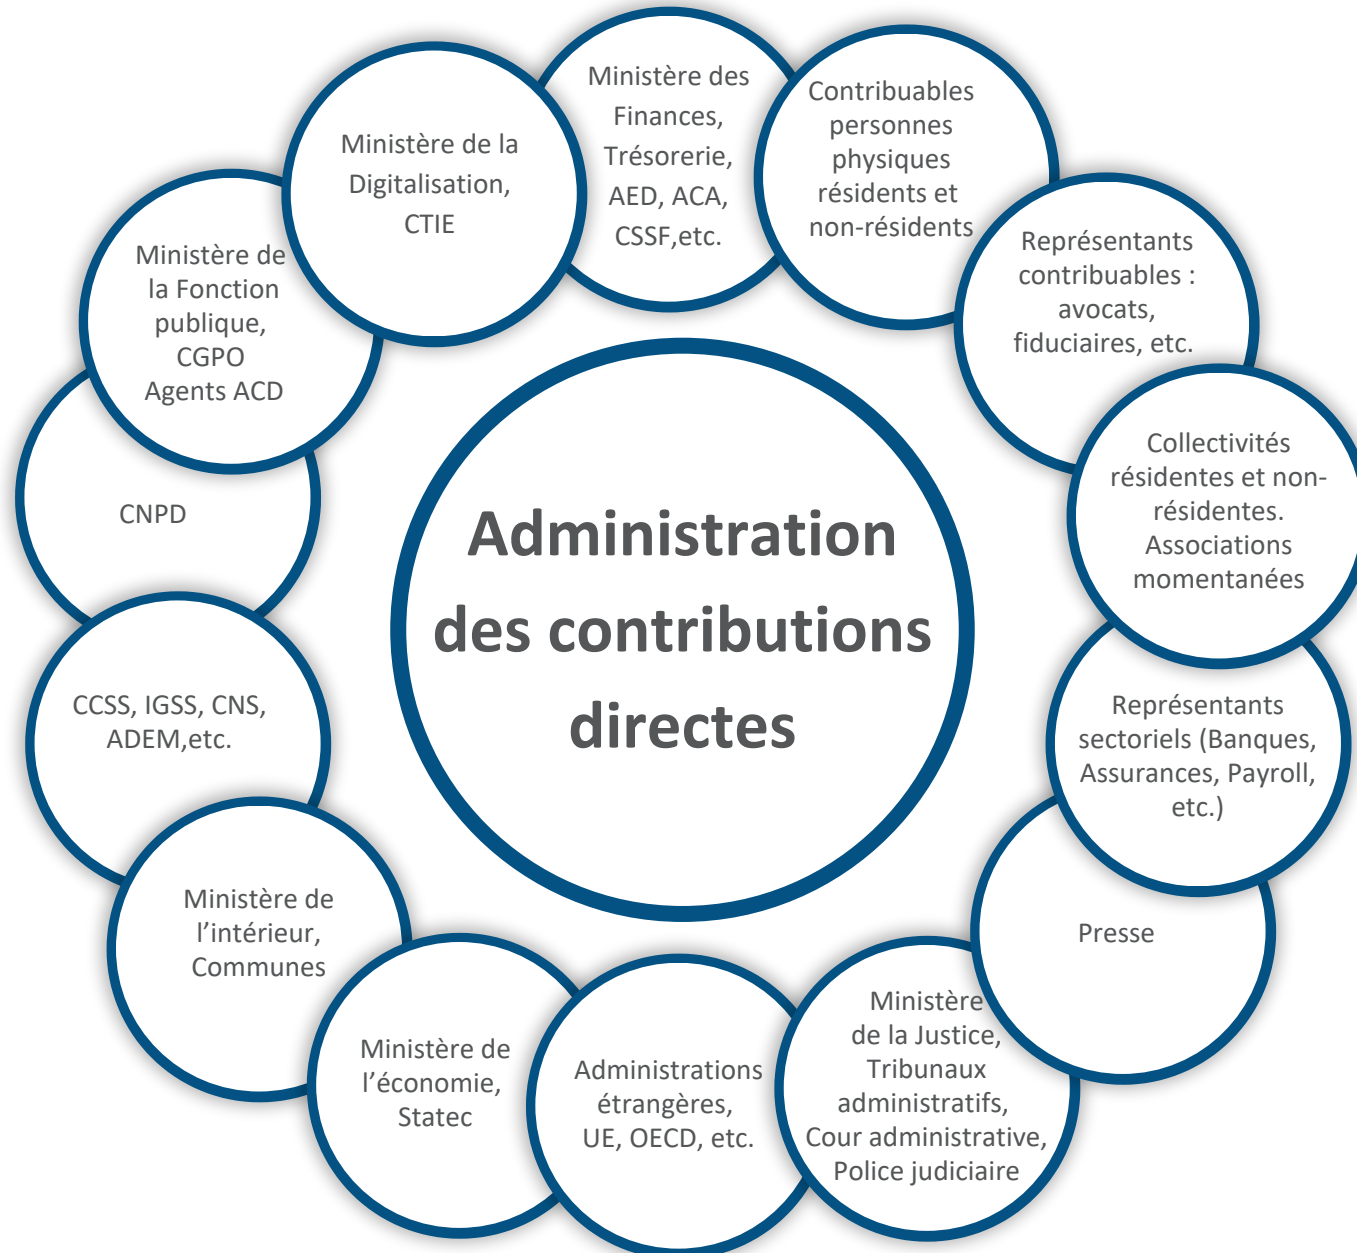 Ministère des
Finances,
Trésorerie,
AED, ACA,
CSSF,etc.
Contribuables
personnes
physiques
résidents et
non-résidents
Représentants
contribuables :
avocats,
fiduciaires, etc.
Collectivités
résidentes et non-
résidentes.
Associations
momentanées
Représentants
sectoriels (Banques,
Assurances, Payroll,
etc.)
Presse
Ministère
de la Justice,
Tribunaux
administratifs,
Cour administrative,
Police judiciaire
Administrations
étrangères,
UE, OECD, etc.
Ministère de
l’économie,
Statec
Ministère de
l’intérieur,
Communes
CCSS, IGSS, CNS,
ADEM,etc.
CNPD
Ministère de
la Fonction
publique,
CGPO
Agents ACD
Ministère de la
Digitalisation,
CTIE
Administration
des contributions
directes